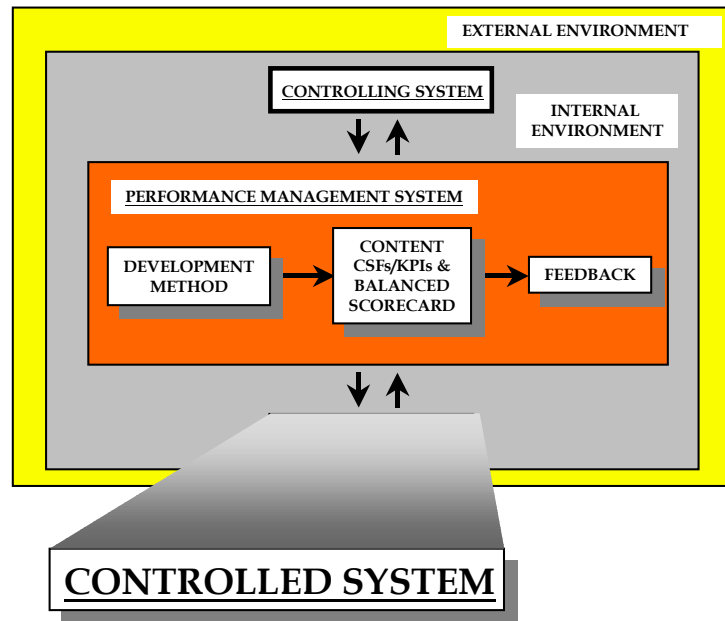 EXTERNAL ENVIRONMENT
CONTROLLING SYSTEM
INTERNAL
ENVIRONMENT
PERFORMANCE MANAGEMENT SYSTEM
DEVELOPMENT
METHOD
CONTENT
CSFs/KPIs &
BALANCED
SCORECARD
FEEDBACK
CONTROLLED SYSTEM